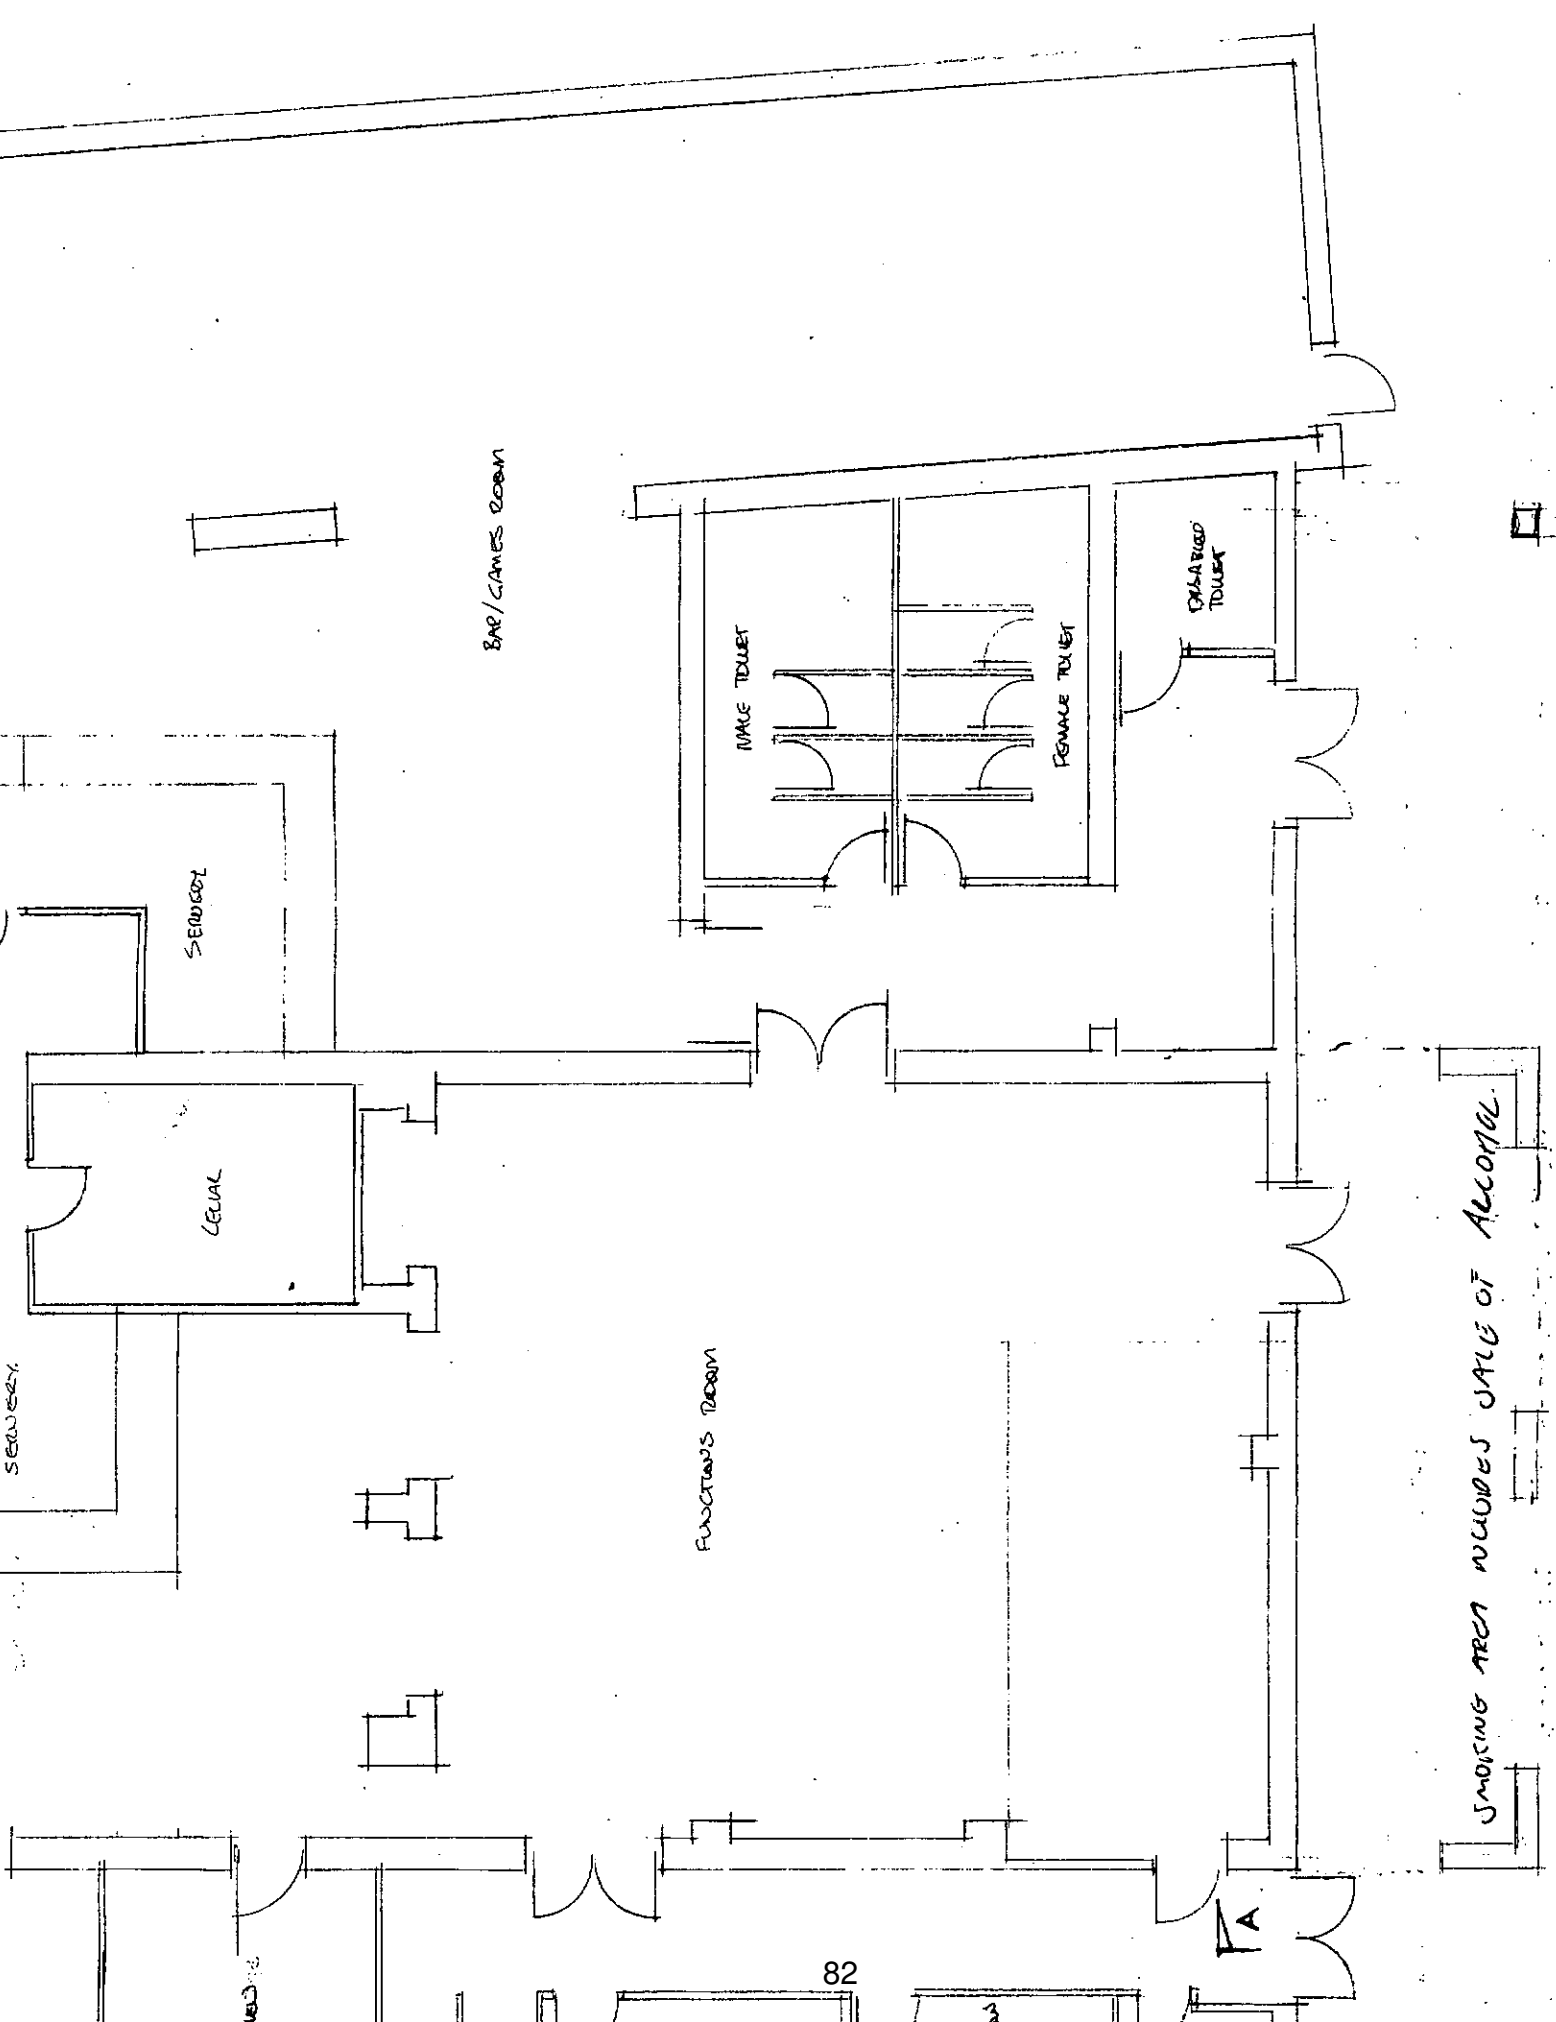 BAR/GAMES ROOM
MALE TOILET
FEMALE TOILET
DISABLED
TOILET
SERVERY
CELLAR
SERVERY.
FUNCTIONS ROOM
SMOKING AREA INCLUDES SALE OF ALCOHOL.
A
82